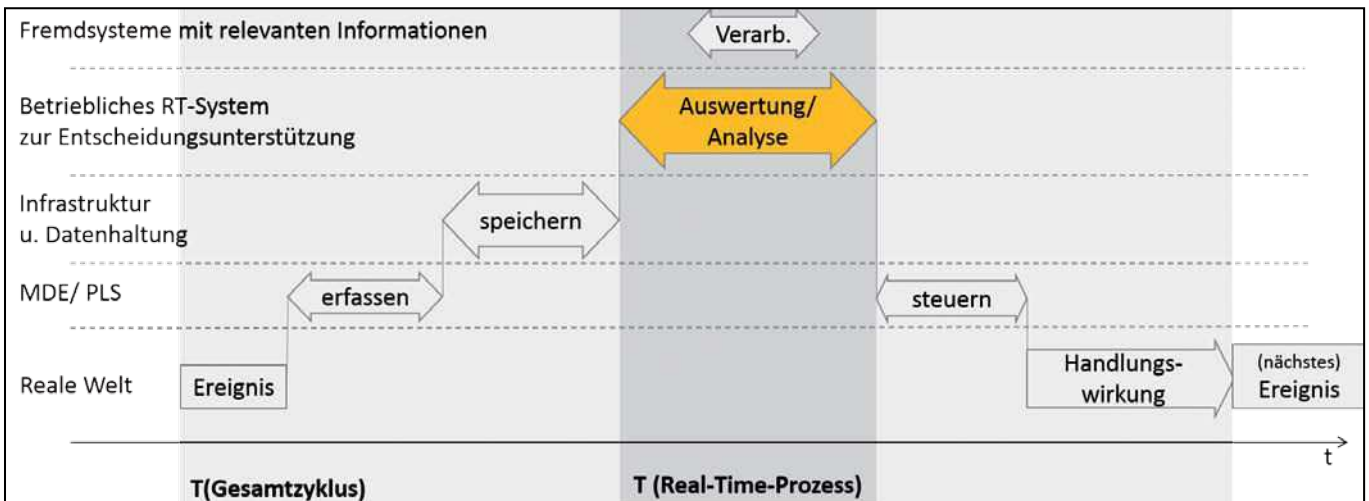 Fremdsysteme mit relevanten Informationen
Verarb.
Betriebliches RT-System
zur Entscheidungsunterstützung
Auswertung/
Analyse
Infrastruktur
u. Datenhaltung
speichern
MDE/ PLS
erfassen
steuern
Reale Welt
Ereignis
Handlungs-
wirkung
(nächstes)
Ereignis
t
T(Gesamtzyklus)
T (Real-Time-Prozess)